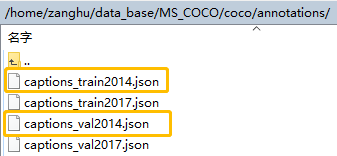 /home/zanghu/data_base/MS_COCO/coco/annotations/
名字
..
captions_train2014.json
captions_train2017.json
captions_val2014.json
captions_val2017.json